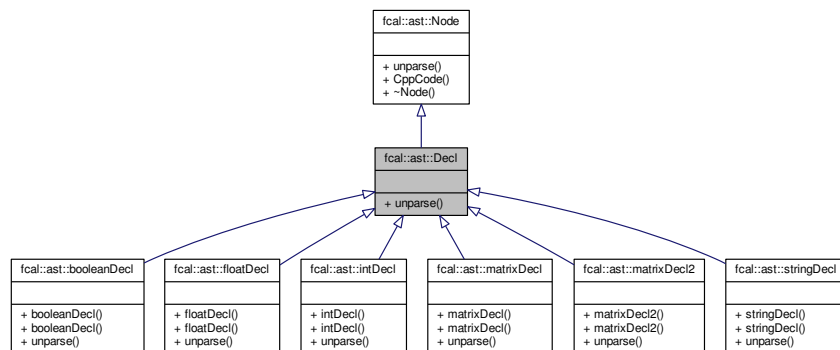 fcal::ast::Node
+ unparse()
+ CppCode()
+ ~Node()
fcal::ast::Decl
+ unparse()
fcal::ast::booleanDecl
+ booleanDecl()
+ booleanDecl()
+ unparse()
fcal::ast::floatDecl
+ floatDecl()
+ floatDecl()
+ unparse()
fcal::ast::intDecl
+ intDecl()
+ intDecl()
+ unparse()
fcal::ast::matrixDecl
+ matrixDecl()
+ matrixDecl()
+ unparse()
fcal::ast::matrixDecl2
+ matrixDecl2()
+ matrixDecl2()
+ unparse()
fcal::ast::stringDecl
+ stringDecl()
+ stringDecl()
+ unparse()